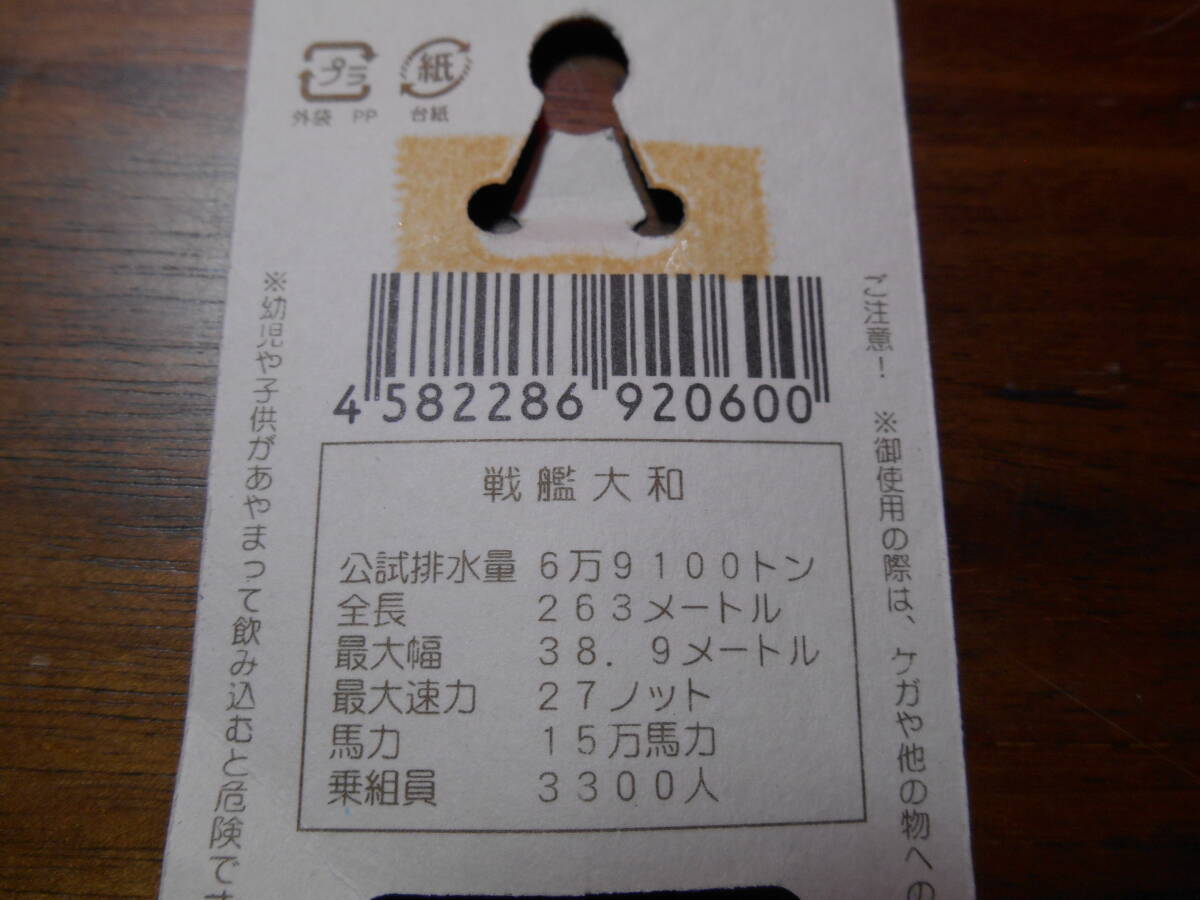 プラ 紙
外袋 PP 台紙
4 582286 920600
戦艦大和
公試排水量 6万9100トン
全長 263メートル
最大幅 38.9メートル
最大速力 27ノット
馬力 15万馬力
乗組員 3300人
ご注意! ※御使用の際は、ケガや他の物への
※幼児や子供があやまって飲み込むと危険で